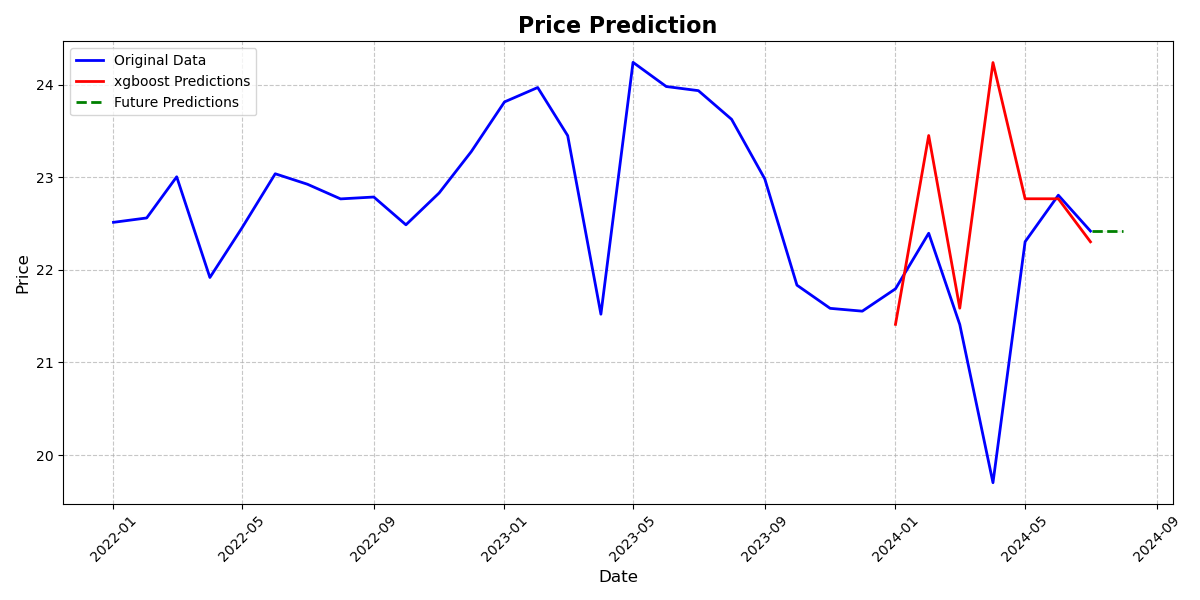 Price Prediction
Original Data
xgboost Predictions
Future Predictions
Price
24
23
22
21
20
2022-01
2022-05
2022-09
2023-01
2023-05
2023-09
2024-01
2024-05
2024-09
Date